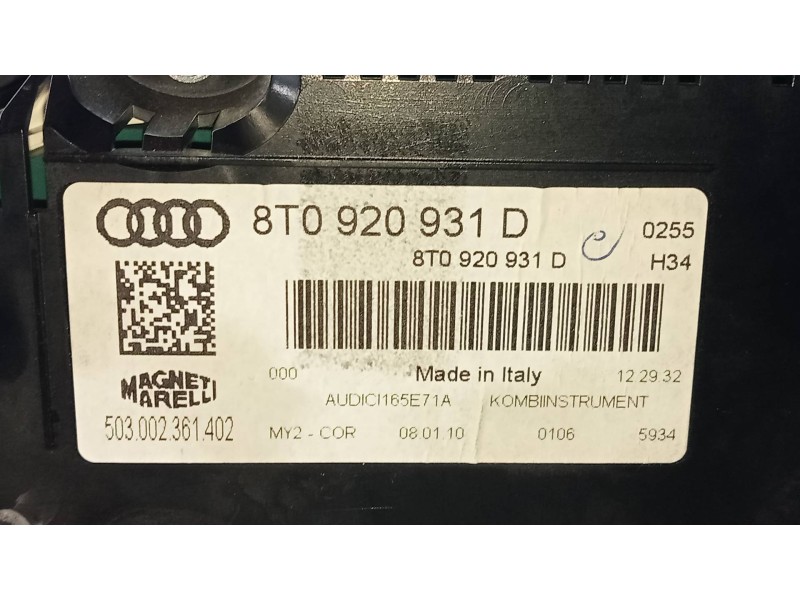 8T0 920 931 D
0255
8T0 920 931 D
H34
000
Made in Italy
12 29 32
MAGNETI
MARELLI
AUDICI165E71A
KOMBIINSTRUMENT
503.002.361.402
MY2 - COR
08 01 10
0106
5934